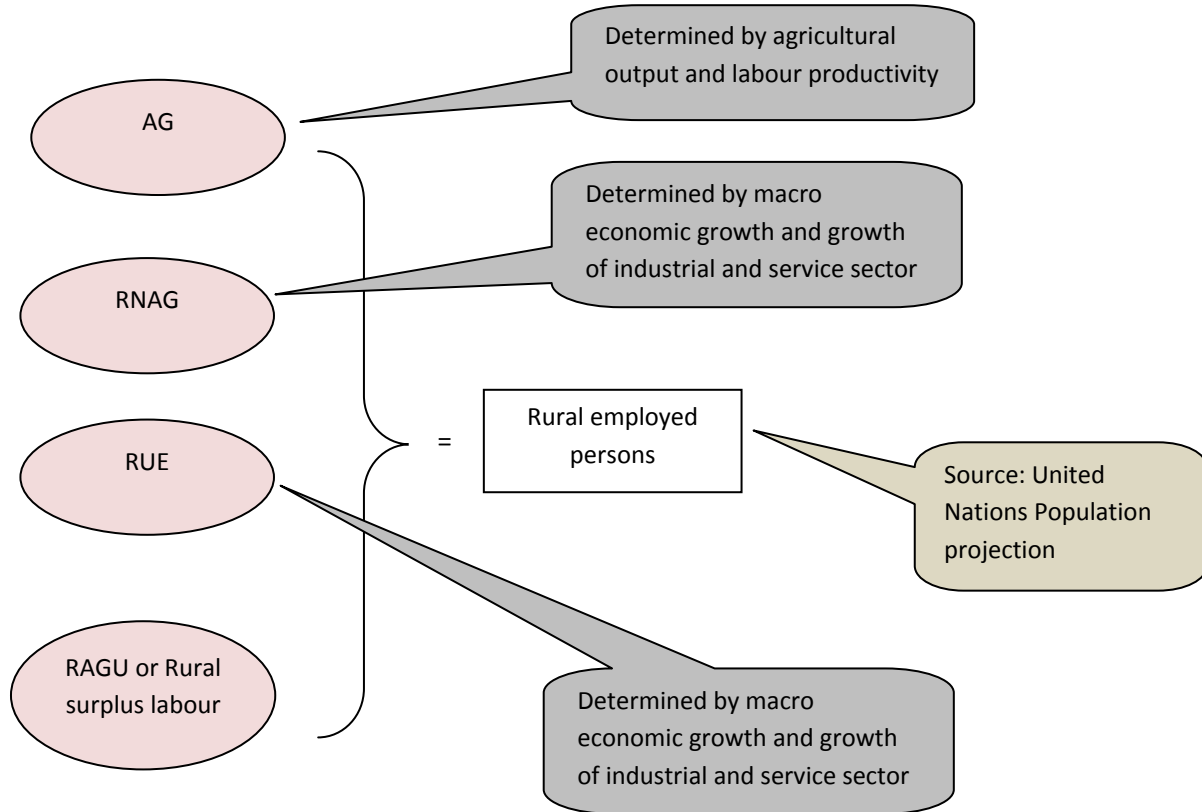 Determined by agricultural
output and labour productivity
AG
Determined by macro
economic growth and growth
of industrial and service sector
RNAG
=
Rural employed
persons
RUE
Source: United
Nations Population
projection
RAGU or Rural
surplus labour
Determined by macro
economic growth and growth
of industrial and service sector